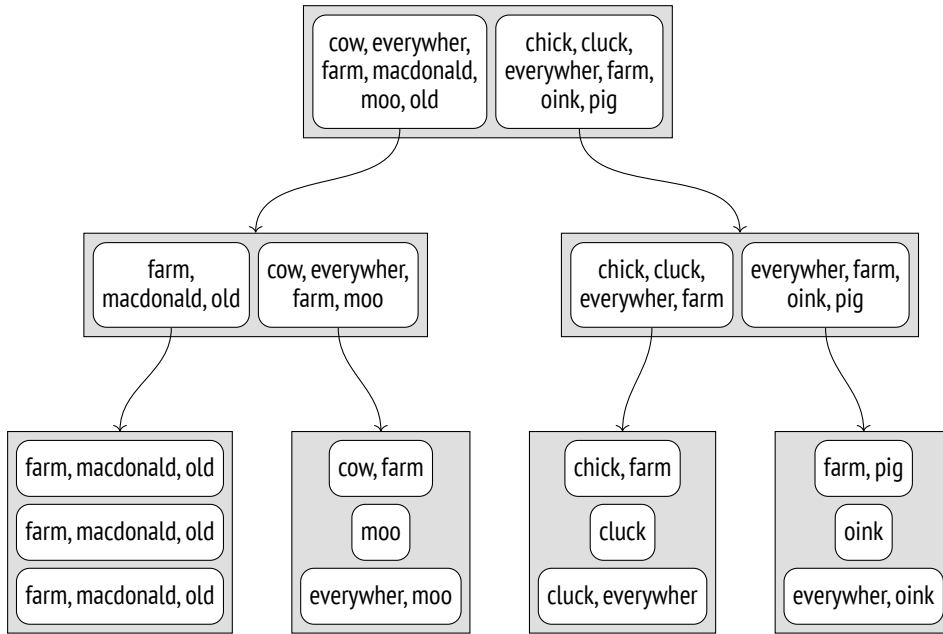 cow, everywher,
farm, macdonald,
moo, old
chick, cluck,
everywher, farm,
oink, pig
farm,
macdonald, old
cow, everywher,
farm, moo
chick, cluck,
everywher, farm
everywher, farm,
oink, pig
farm, macdonald, old
farm, macdonald, old
farm, macdonald, old
cow, farm
moo
everywher, moo
chick, farm
cluck
cluck, everywher
farm, pig
oink
everywher, oink